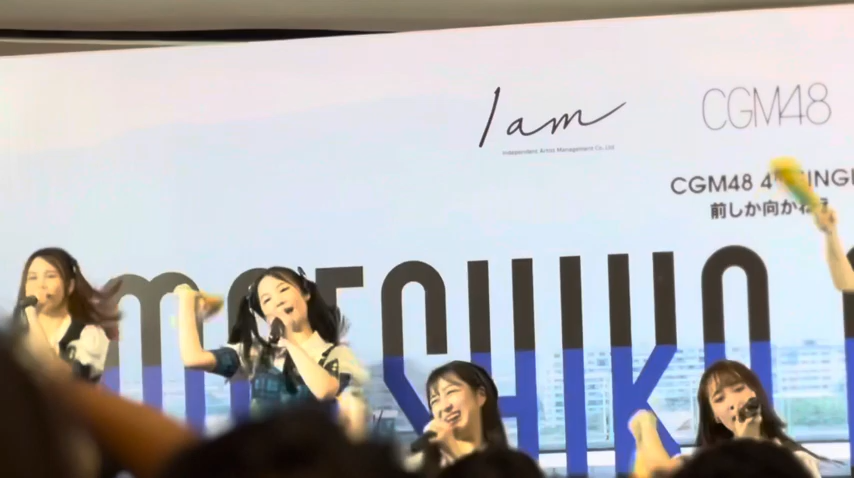 I am
Independent Artist Management Co., Ltd.
CGM48
CGM48 4th SINGL
前しか向かねえ
MAESHIKA